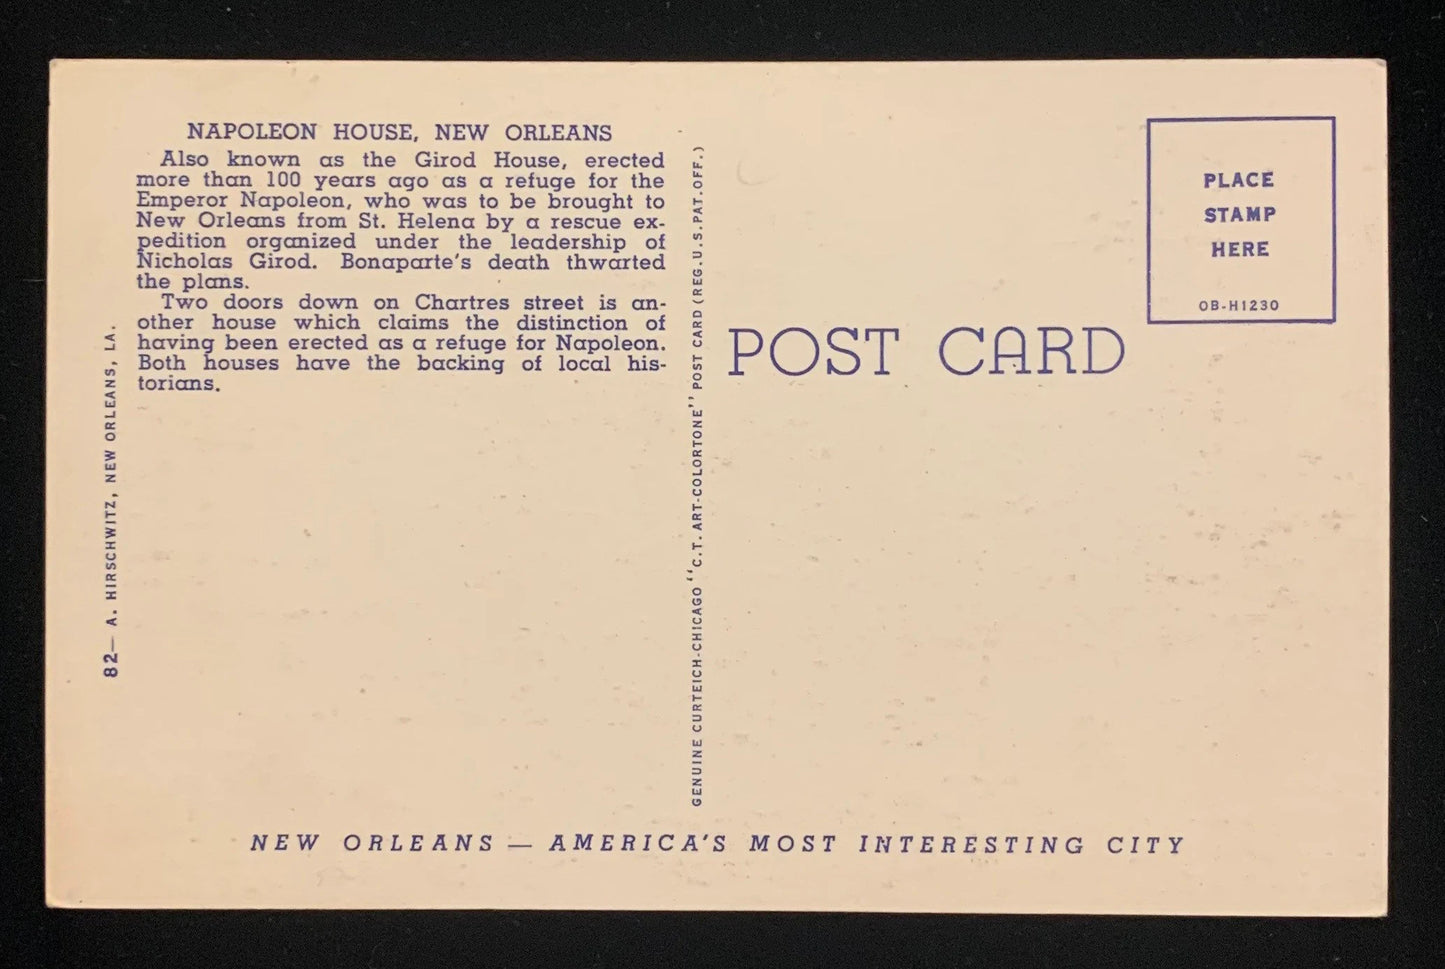 NAPOLEON HOUSE, NEW ORLEANS
Also known as the Girod House, erected
more than 100 years ago as a refuge for the
Emperor Napoleon, who was to be brought to
New Orleans from St. Helena by a rescue ex-
pedition organized under the leadership of
Nicholas Girod. Bonaparte's death thwarted
the plans.
Two doors down on Chartres street is an-
other house which claims the distinction of
having been erected as a refuge for Napoleon.
Both houses have the backing of local his-
torians.
82— A. HIRSCHWITZ, NEW ORLEANS, LA.
GENUINE CURTEICH-CHICAGO "C.T. ART-COLORTONE" POST CARD (REG. U.S. PAT. OFF.)
POST CARD
PLACE
STAMP
HERE
OB-H1230
NEW ORLEANS — AMERICA'S MOST INTERESTING CITY